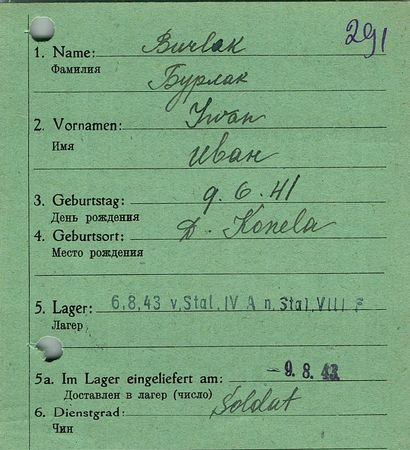 291
1. Name: Burlak
Фамилия Бурлак
2. Vornamen: Iwan
Имя Иван
3. Geburtstag: 9. 6. 41
День рождения
4. Geburtsort: D. Konela
Место рождения
5. Lager: 6.8.43 v. Stal. IV A n. Stal. VIII F
Лагер
5a. Im Lager eingeliefert am: -9. 8. 43
Доставлен в лагер (число)
6. Dienstgrad: Soldat
Чин